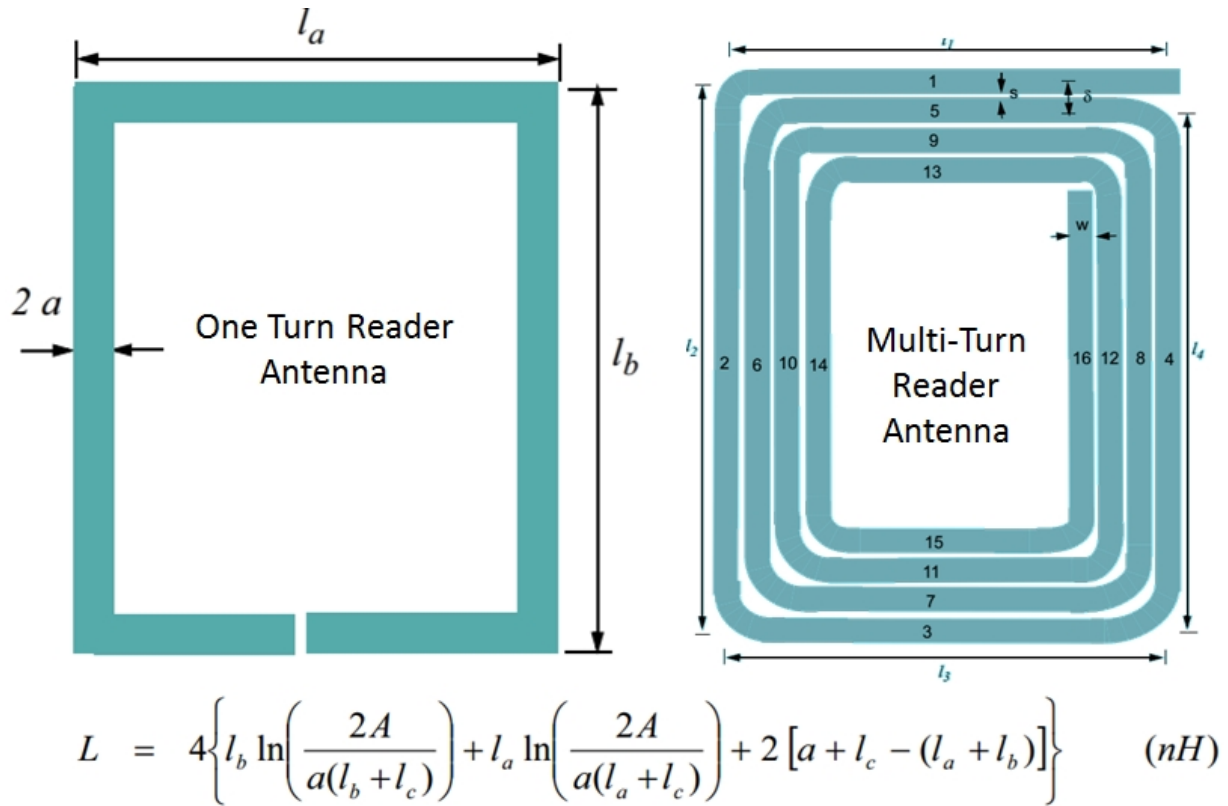 l_a
2 a
One Turn Reader
Antenna
l_b
1
s
δ
5
9
13
w
l_2
2
6
10
14
Multi-Turn
Reader
Antenna
16
12
8
4
l_4
15
11
7
3
l_3
L = 4{l_b ln(2A / a(l_b + l_c)) + l_a ln(2A / a(l_a + l_c)) + 2[a + l_c − (l_a + l_b)]} (nH)